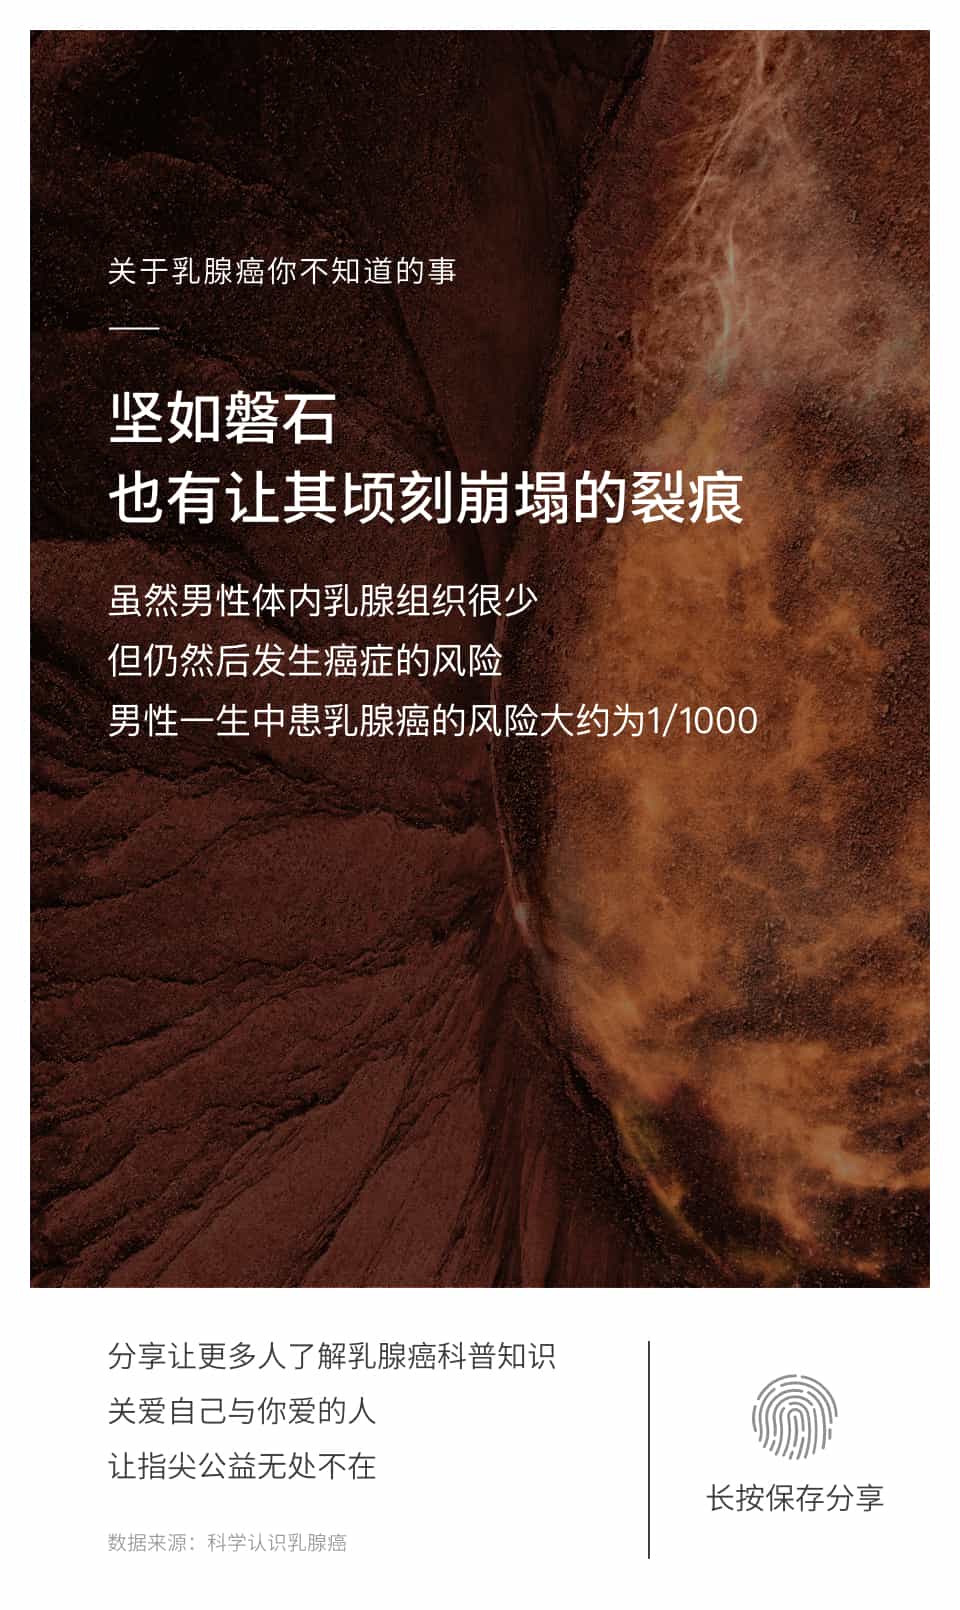 关于乳腺癌你不知道的事
坚如磐石
也有让其顷刻崩塌的裂痕
虽然男性体内乳腺组织很少
但仍然后发生癌症的风险
男性一生中患乳腺癌的风险大约为1/1000
分享让更多人了解乳腺癌科普知识
关爱自己与你爱的人
让指尖公益无处不在
数据来源：科学认识乳腺癌
长按保存分享